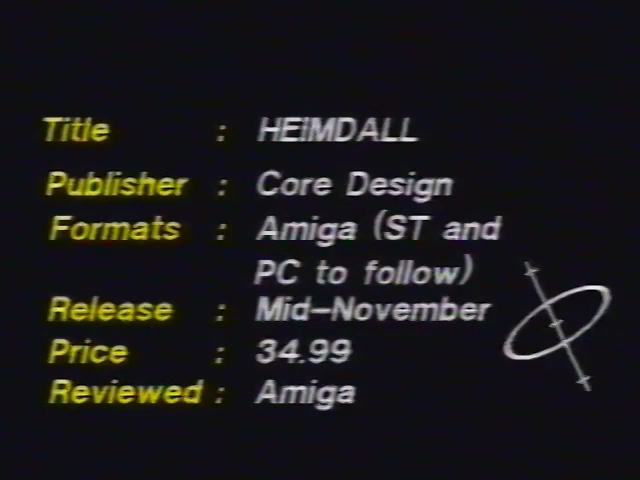 Title : HEIMDALL
Publisher : Core Design
Formats : Amiga (ST and
PC to follow)
Release : Mid-November
Price : 34.99
Reviewed : Amiga